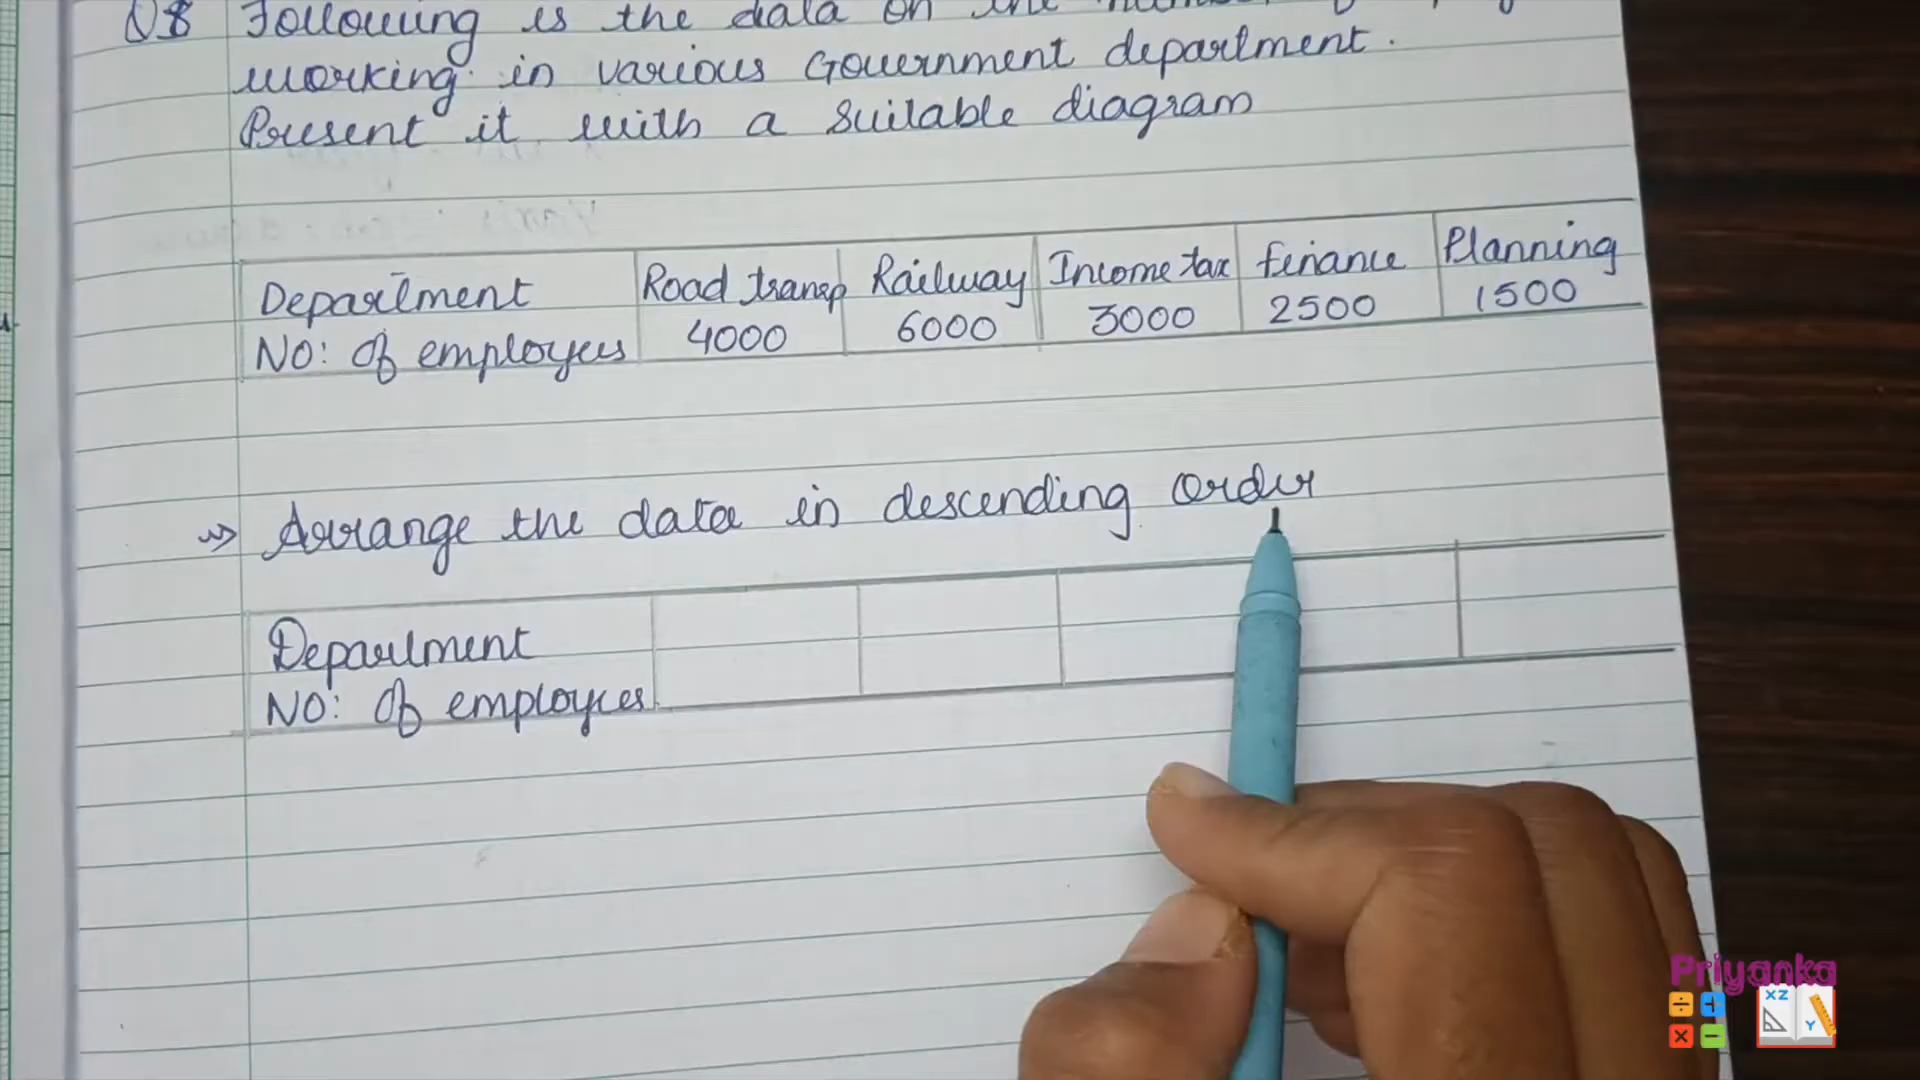 Q8 Following is the data on the
working in various Government department.
Present it with a suitable diagram
Department Road transp Railway Income tax finance Planning
No: of employees 4000 6000 3000 2500 1500
Arrange the data in descending order
Department
No: of employees
Priyanka
XZ
Y